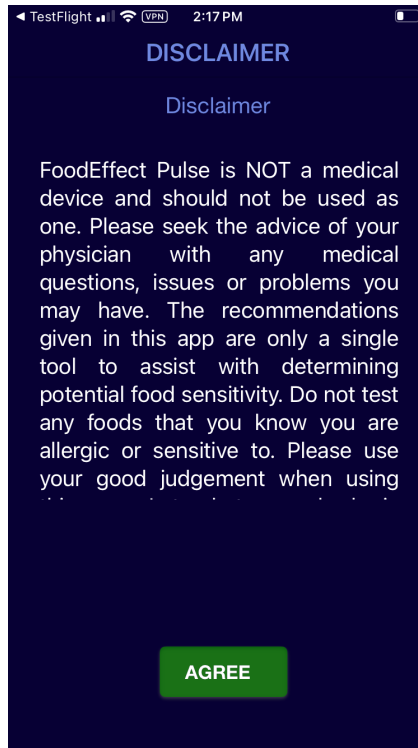 TestFlight VPN 2:17 PM
DISCLAIMER
Disclaimer
FoodEffect Pulse is NOT a medical
device and should not be used as
one. Please seek the advice of your
physician with any medical
questions, issues or problems you
may have. The recommendations
given in this app are only a single
tool to assist with determining
potential food sensitivity. Do not test
any foods that you know you are
allergic or sensitive to. Please use
your good judgement when using
AGREE